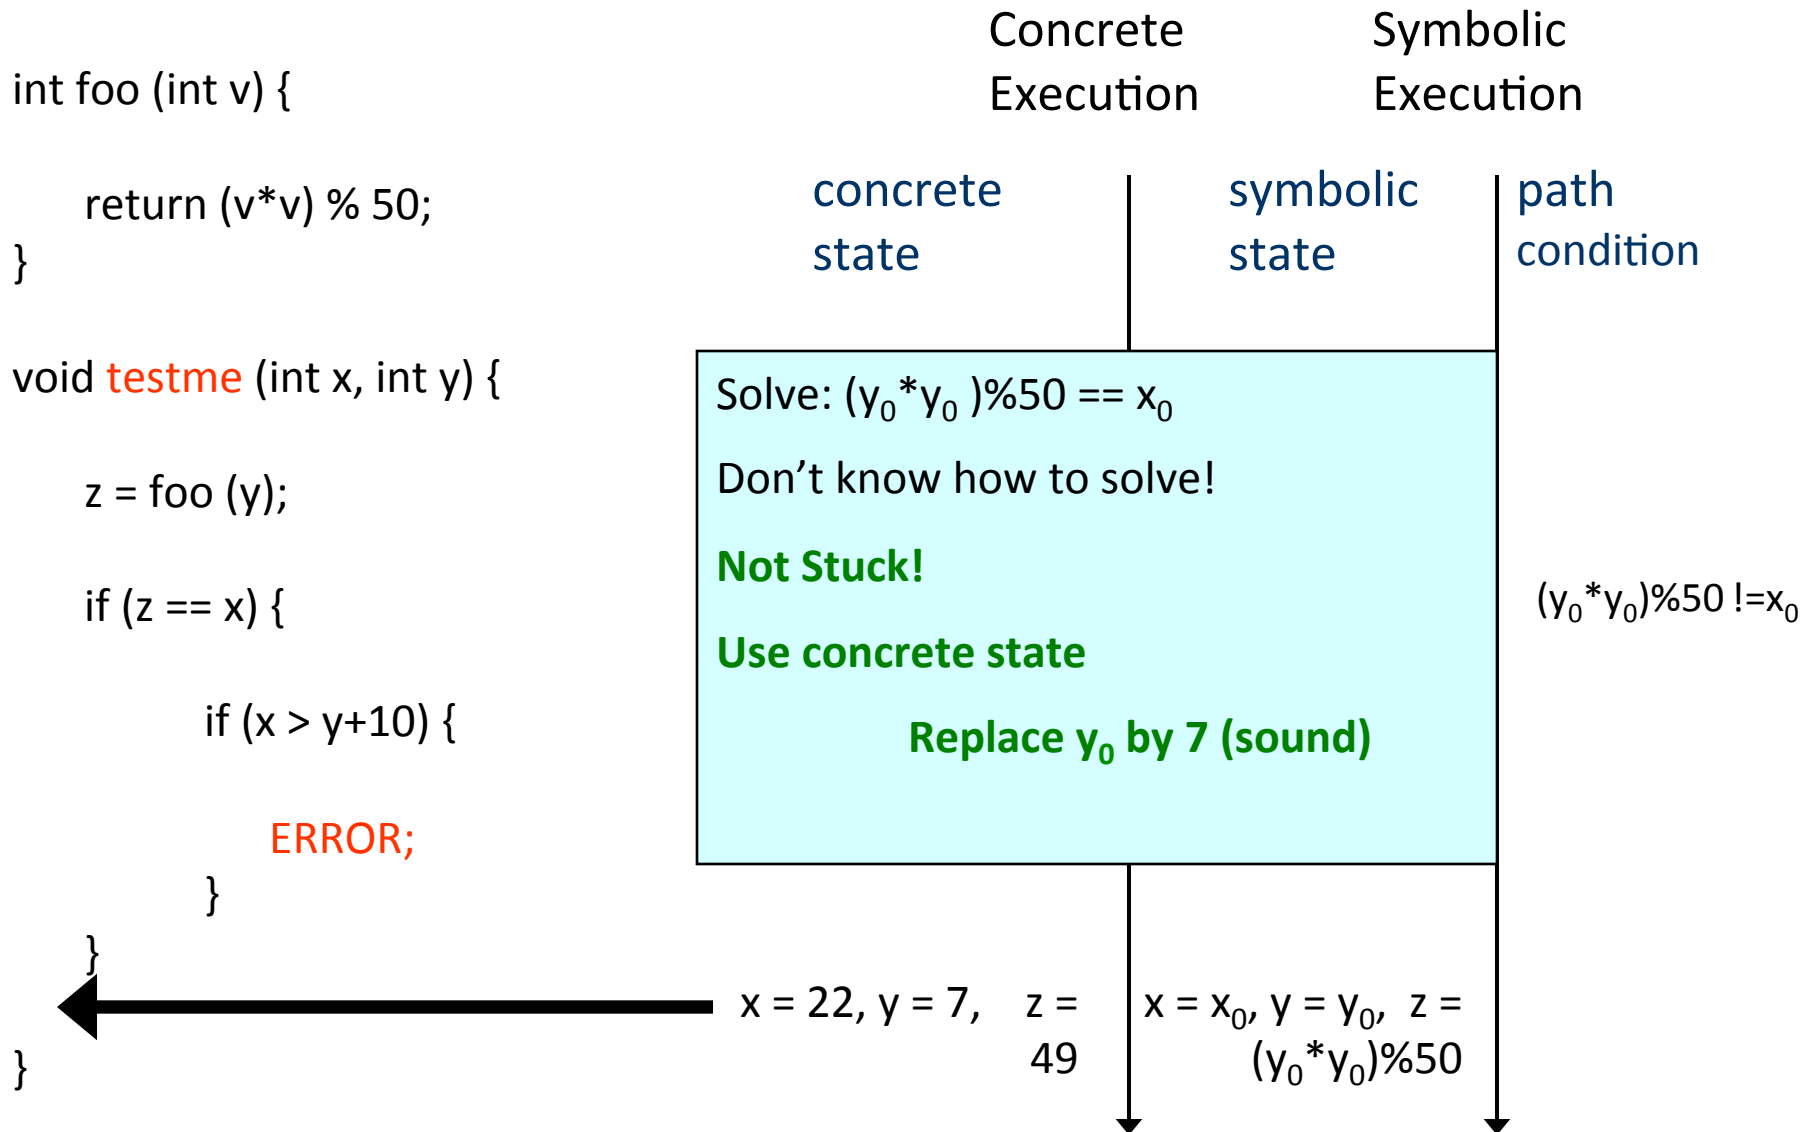 int foo (int v) {
return (v*v) % 50;
}
void testme (int x, int y) {
z = foo (y);
if (z == x) {
if (x > y+10) {
ERROR;
}
}
}
Concrete
Execution
Symbolic
Execution
concrete
state
symbolic
state
path
condition
Solve: (y₀*y₀ )%50 == x₀
Don’t know how to solve!
Not Stuck!
Use concrete state
Replace y₀ by 7 (sound)
(y₀*y₀)%50 !=x₀
x = 22, y = 7, z =
49
x = x₀, y = y₀, z =
(y₀*y₀)%50